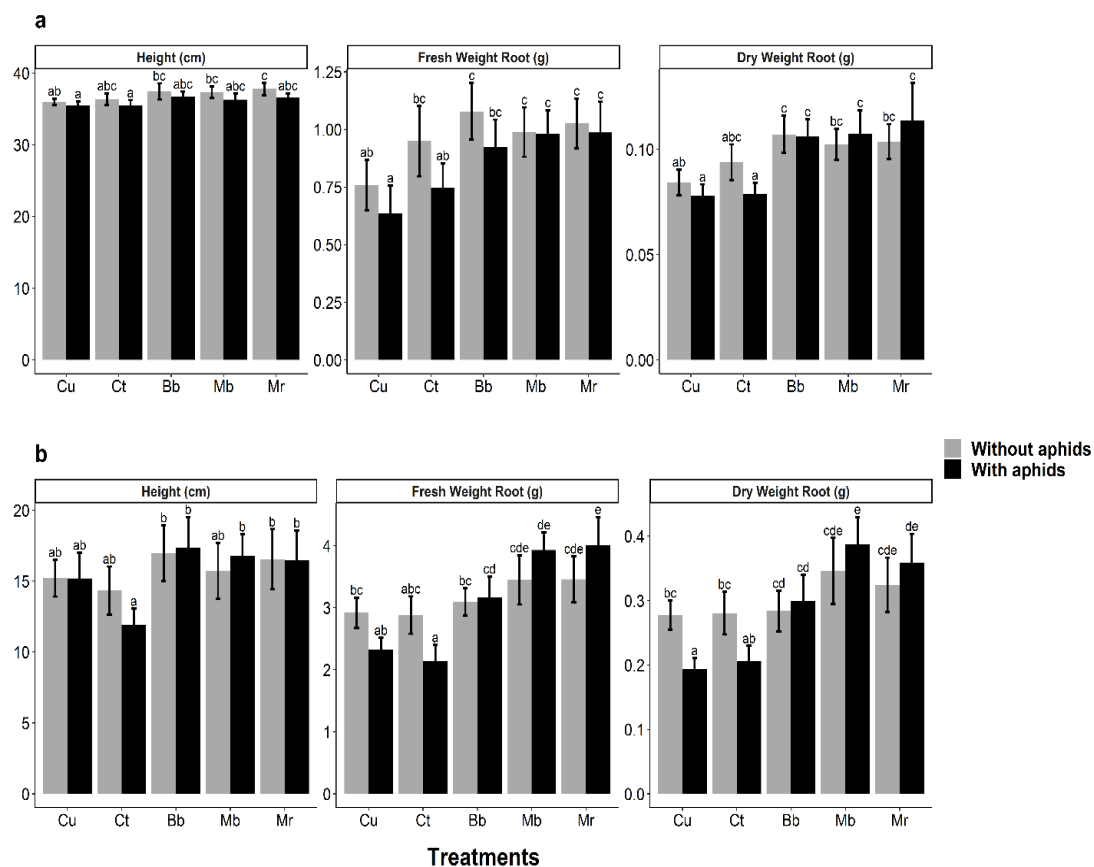 a
Height (cm)
Fresh Weight Root (g)
Dry Weight Root (g)
40
30
20
10
0
ab a abc a bc abc bc abc c abc
Cu Ct Bb Mb Mr
1.25
1.00
0.75
0.50
0.25
0.00
ab a bc ab c bc c c c c
Cu Ct Bb Mb Mr
0.10
0.05
0.00
ab a abc a c c bc c bc c
Cu Ct Bb Mb Mr
Without aphids
With aphids
b
Height (cm)
Fresh Weight Root (g)
Dry Weight Root (g)
20
15
10
5
0
ab ab ab a b b ab b b b
Cu Ct Bb Mb Mr
4
3
2
1
0
bc ab abc a bc cd cde de cde e
Cu Ct Bb Mb Mr
0.4
0.3
0.2
0.1
0.0
bc a bc ab cd cd cde e cde de
Cu Ct Bb Mb Mr
Treatments